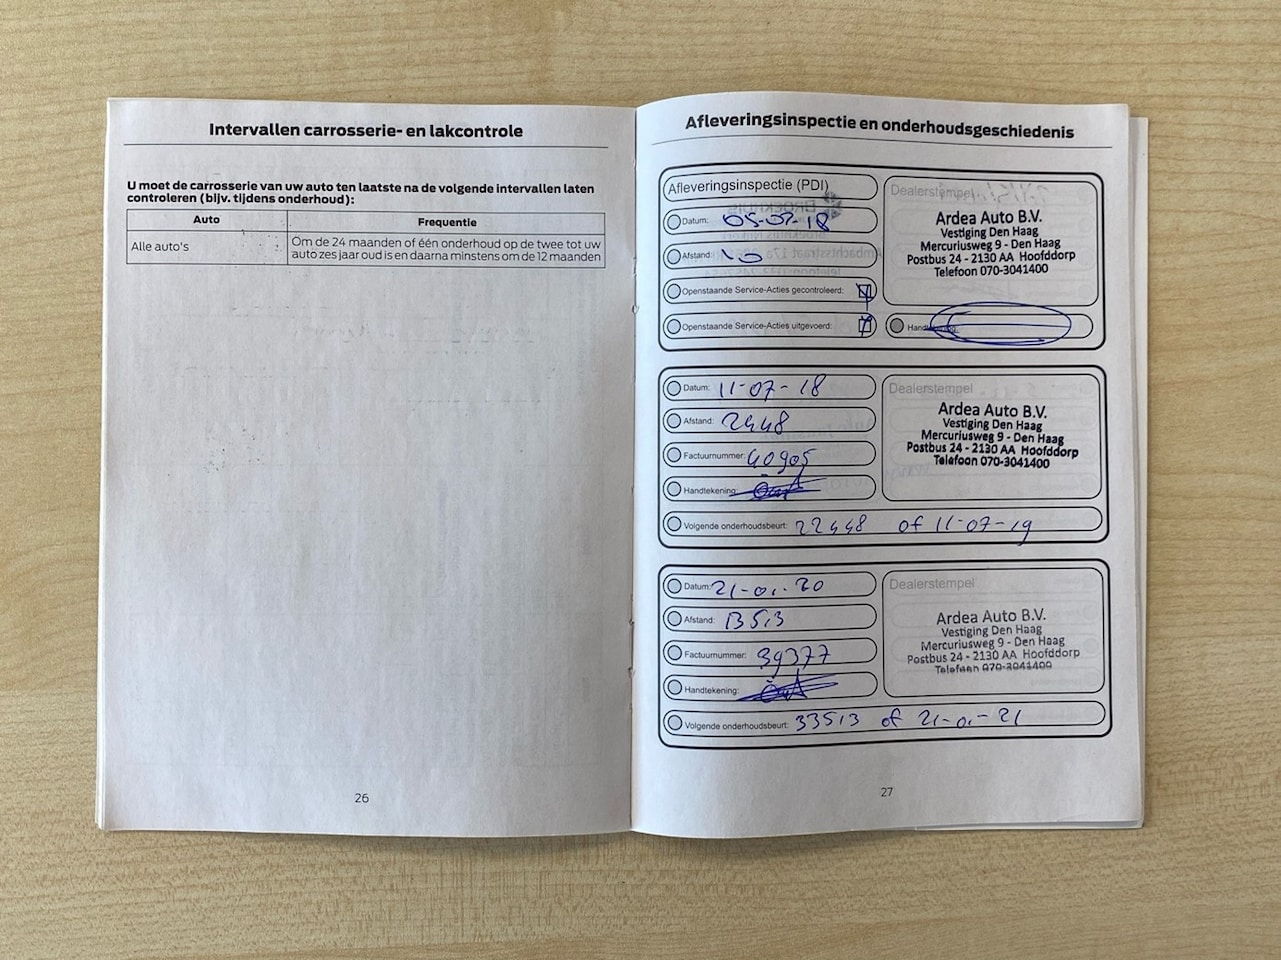 Intervallen carrosserie- en lakcontrole
U moet de carrosserie van uw auto ten laatste na de volgende intervallen laten
controleren (bijv. tijdens onderhoud):
Auto Frequentie
Alle auto's
Om de 24 maanden of één onderhoud op de twee tot uw
auto zes jaar oud is en daarna minstens om de 12 maanden
26
Afleveringsinspectie en onderhoudsgeschiedenis
Afleveringsinspectie (PDI)
Datum: 05-07-18
Afstand: 10
Openstaande Service-Acties gecontroleerd:
Openstaande Service-Acties uitgevoerd:
Dealerstempel
Ardea Auto B.V.
Vestiging Den Haag
Mercuriusweg 9 - Den Haag
Postbus 24 - 2130 AA Hoofddorp
Telefoon 070-3041400
Handtekening:
Datum: 11-07-18
Afstand: 2448
Factuurnummer: 40905
Handtekening:
Dealerstempel
Ardea Auto B.V.
Vestiging Den Haag
Mercuriusweg 9 - Den Haag
Postbus 24 - 2130 AA Hoofddorp
Telefoon 070-3041400
Volgende onderhoudsbeurt: 22448 of 11-07-19
Datum: 21-01-20
Afstand: 13513
Factuurnummer: 39377
Handtekening:
Dealerstempel
Ardea Auto B.V.
Vestiging Den Haag
Mercuriusweg 9 - Den Haag
Postbus 24 - 2130 AA Hoofddorp
Telefoon 070-3041400
Volgende onderhoudsbeurt: 33513 of 21-01-21
27